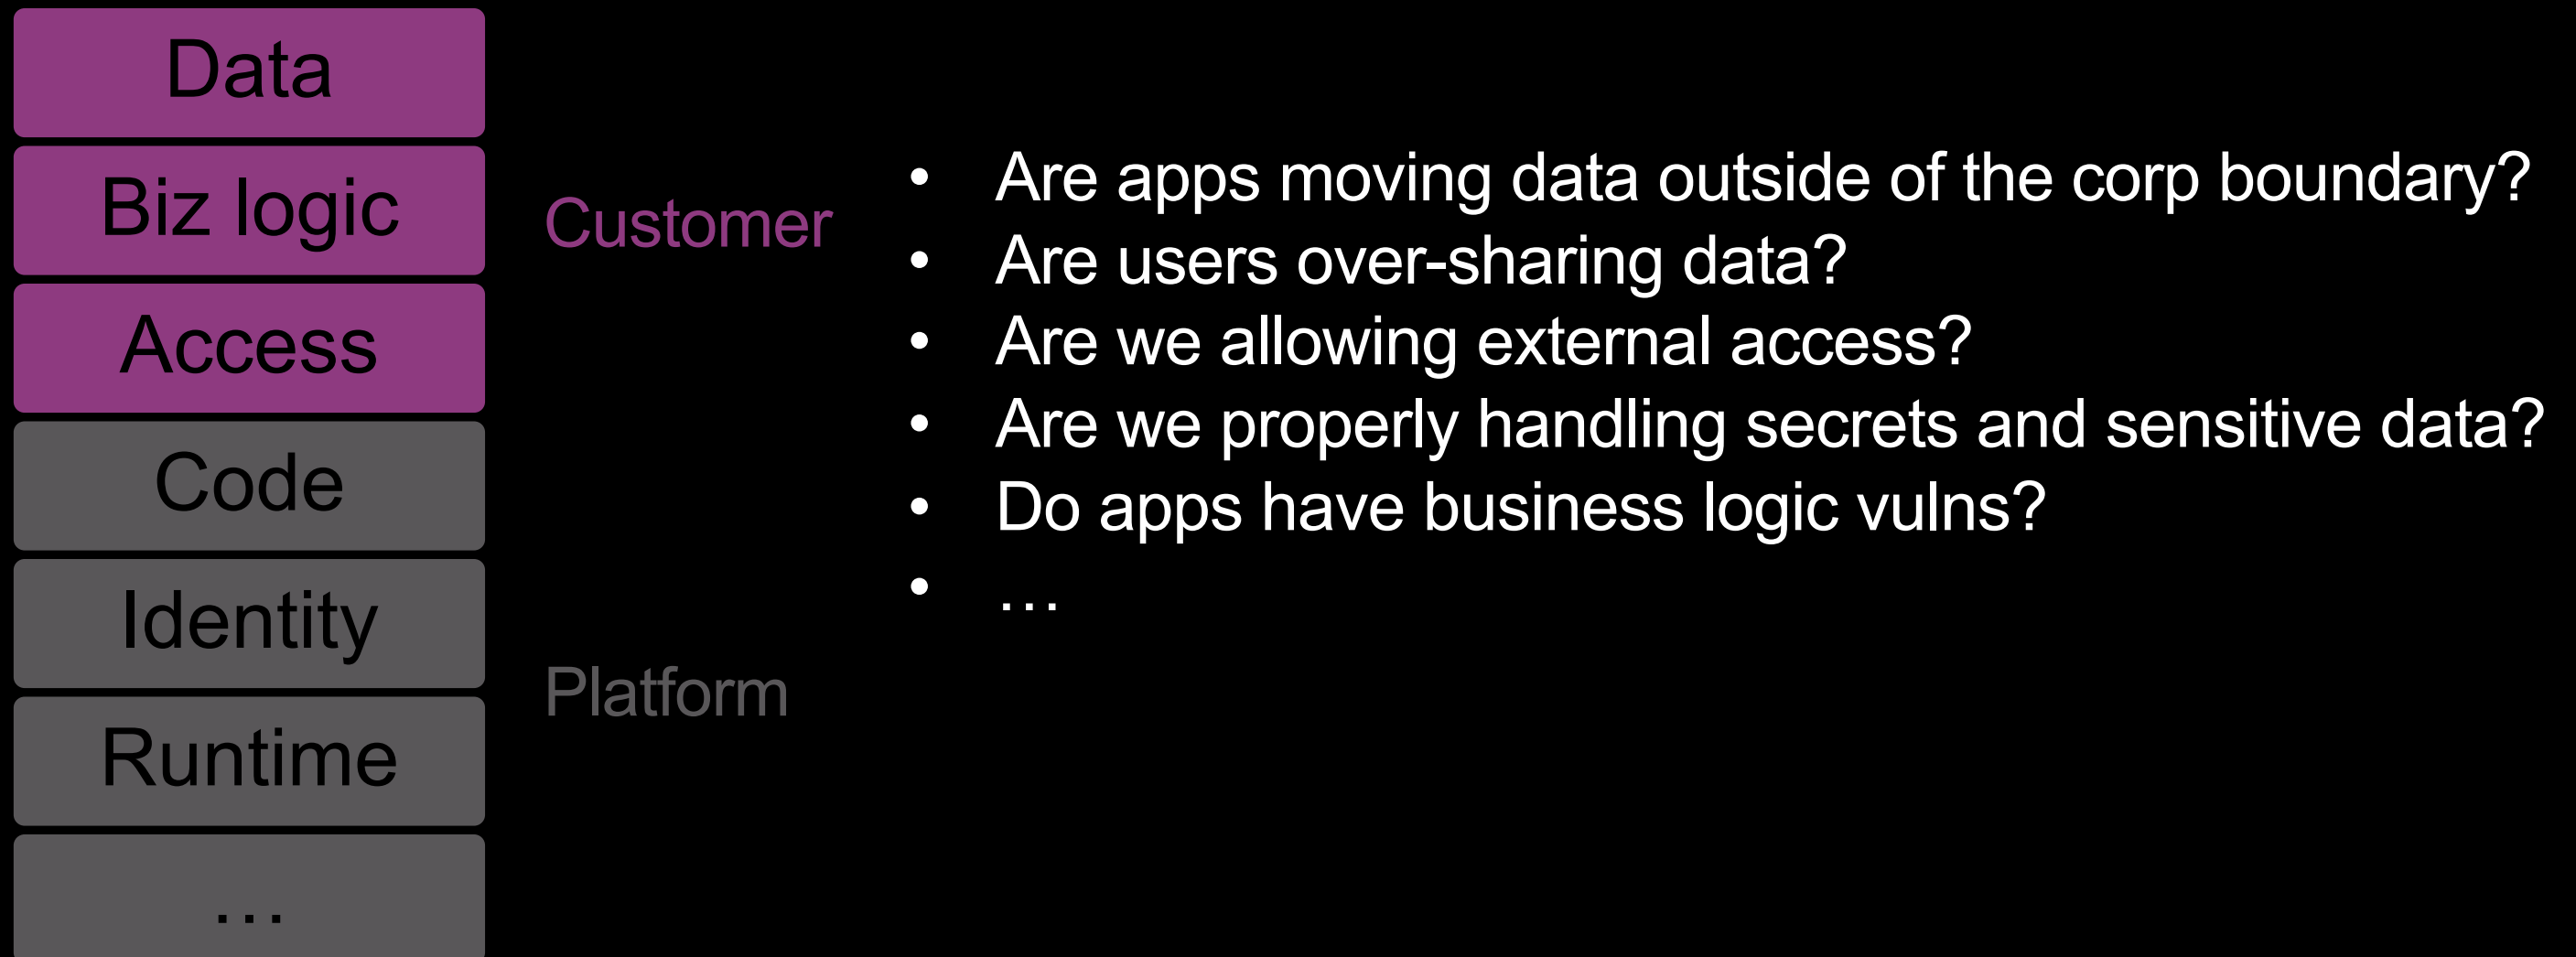 Data
Biz logic
Access
Code
Identity
Runtime
…
Customer
Platform
• Are apps moving data outside of the corp boundary?
• Are users over-sharing data?
• Are we allowing external access?
• Are we properly handling secrets and sensitive data?
• Do apps have business logic vulns?
• …